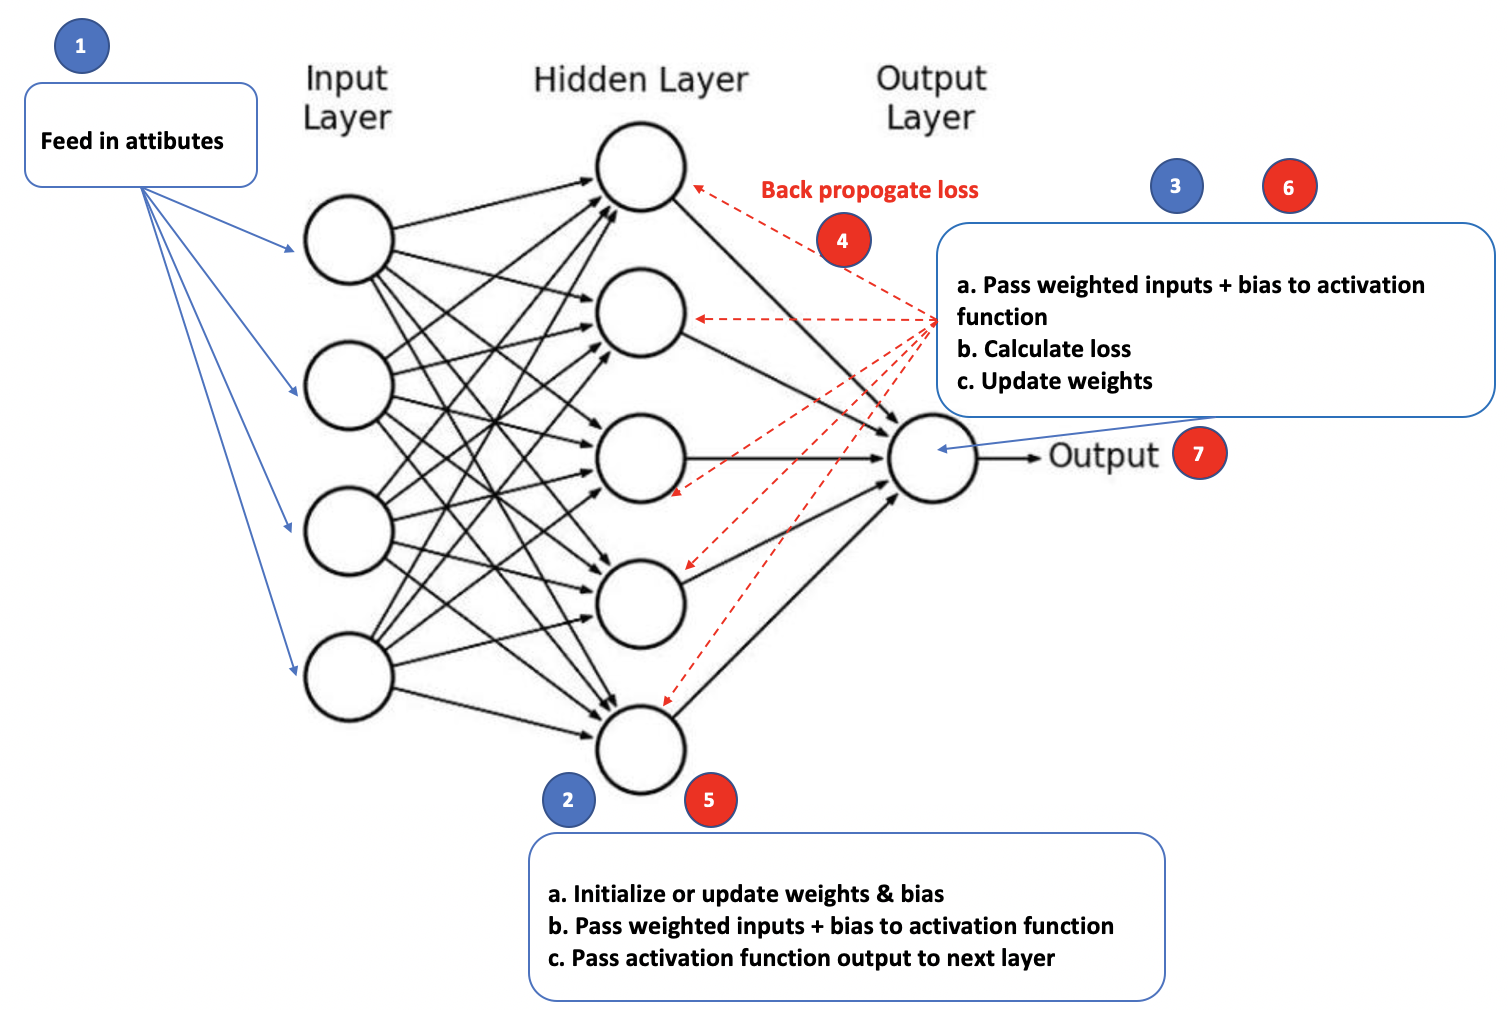 1
Feed in attibutes
Input
Layer
Hidden Layer
Output
Layer
Back propogate loss
4
3
6
a. Pass weighted inputs + bias to activation
function
b. Calculate loss
c. Update weights
Output
7
2
5
a. Initialize or update weights & bias
b. Pass weighted inputs + bias to activation function
c. Pass activation function output to next layer